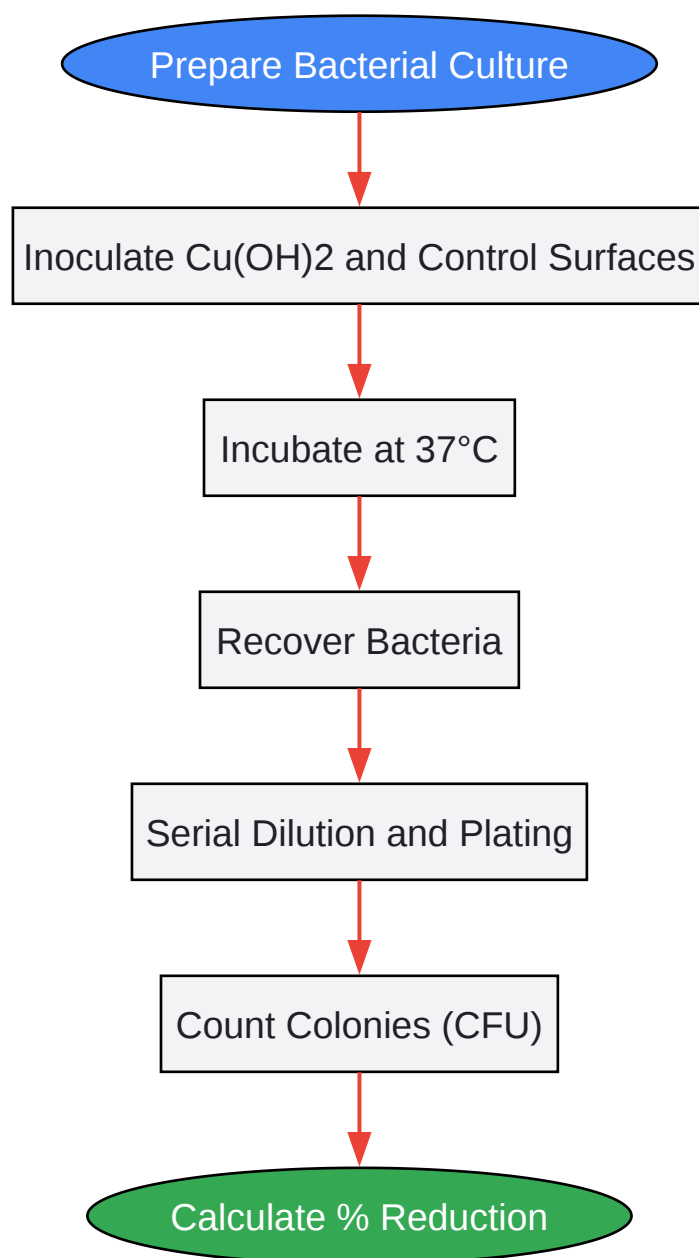 Prepare Bacterial Culture
Inoculate Cu(OH)2 and Control Surfaces
Incubate at 37°C
Recover Bacteria
Serial Dilution and Plating
Count Colonies (CFU)
Calculate % Reduction